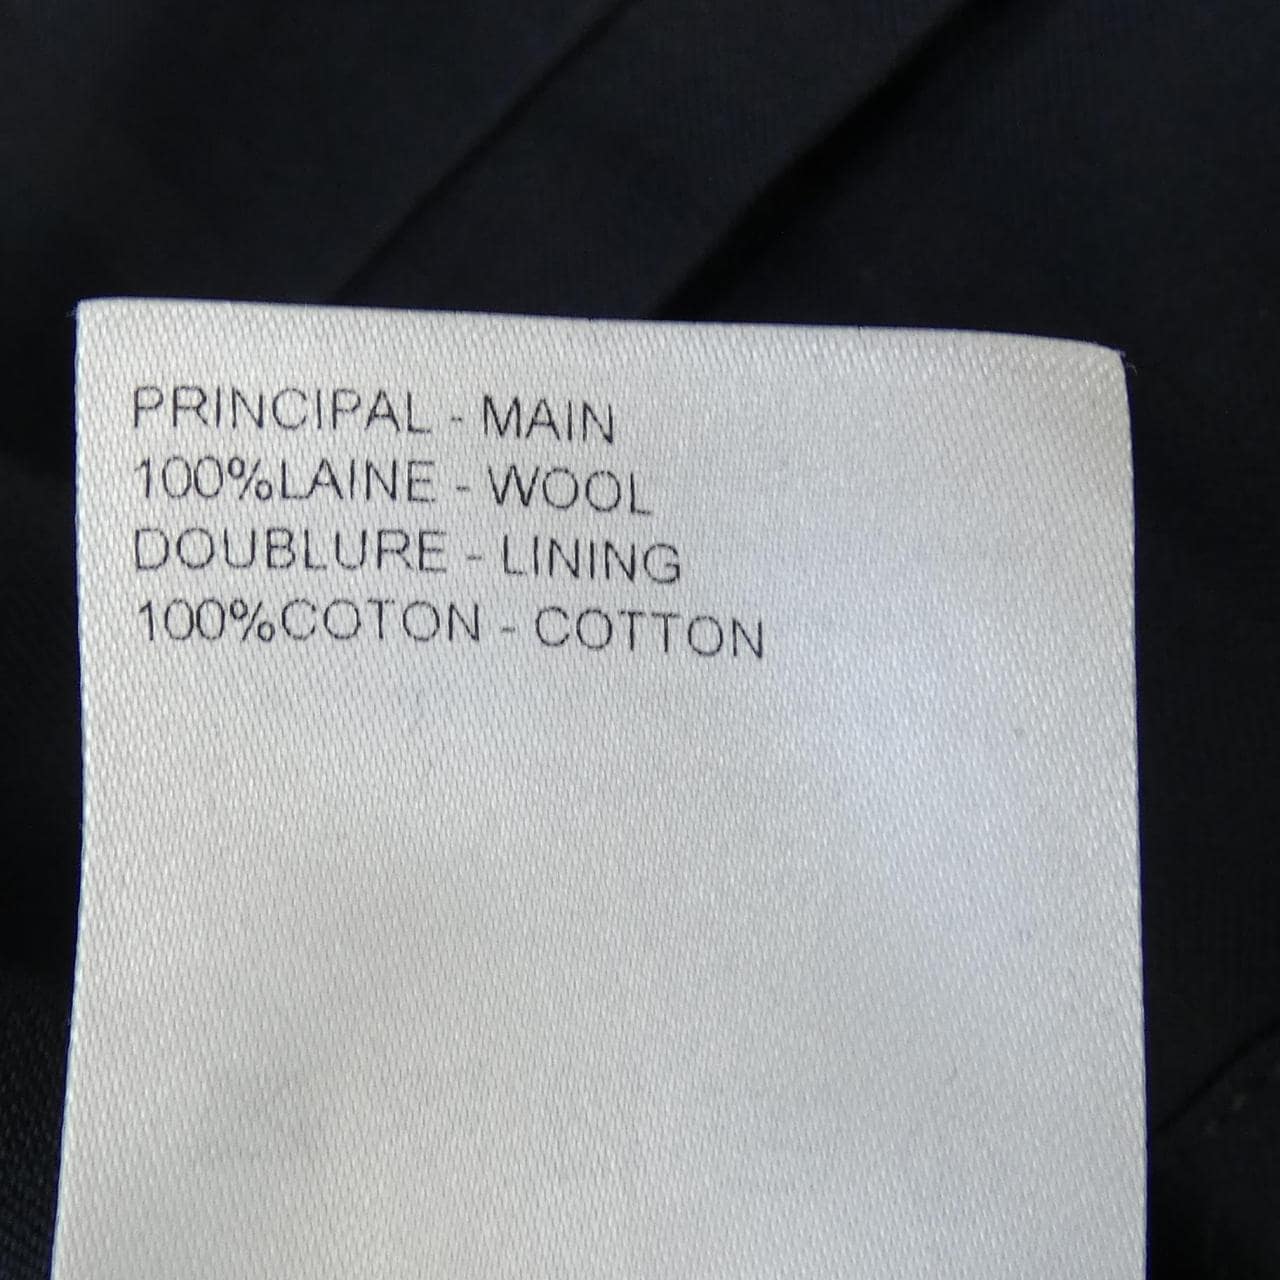 PRINCIPAL - MAIN
100%LAINE - WOOL
DOUBLURE - LINING
100%COTON - COTTON